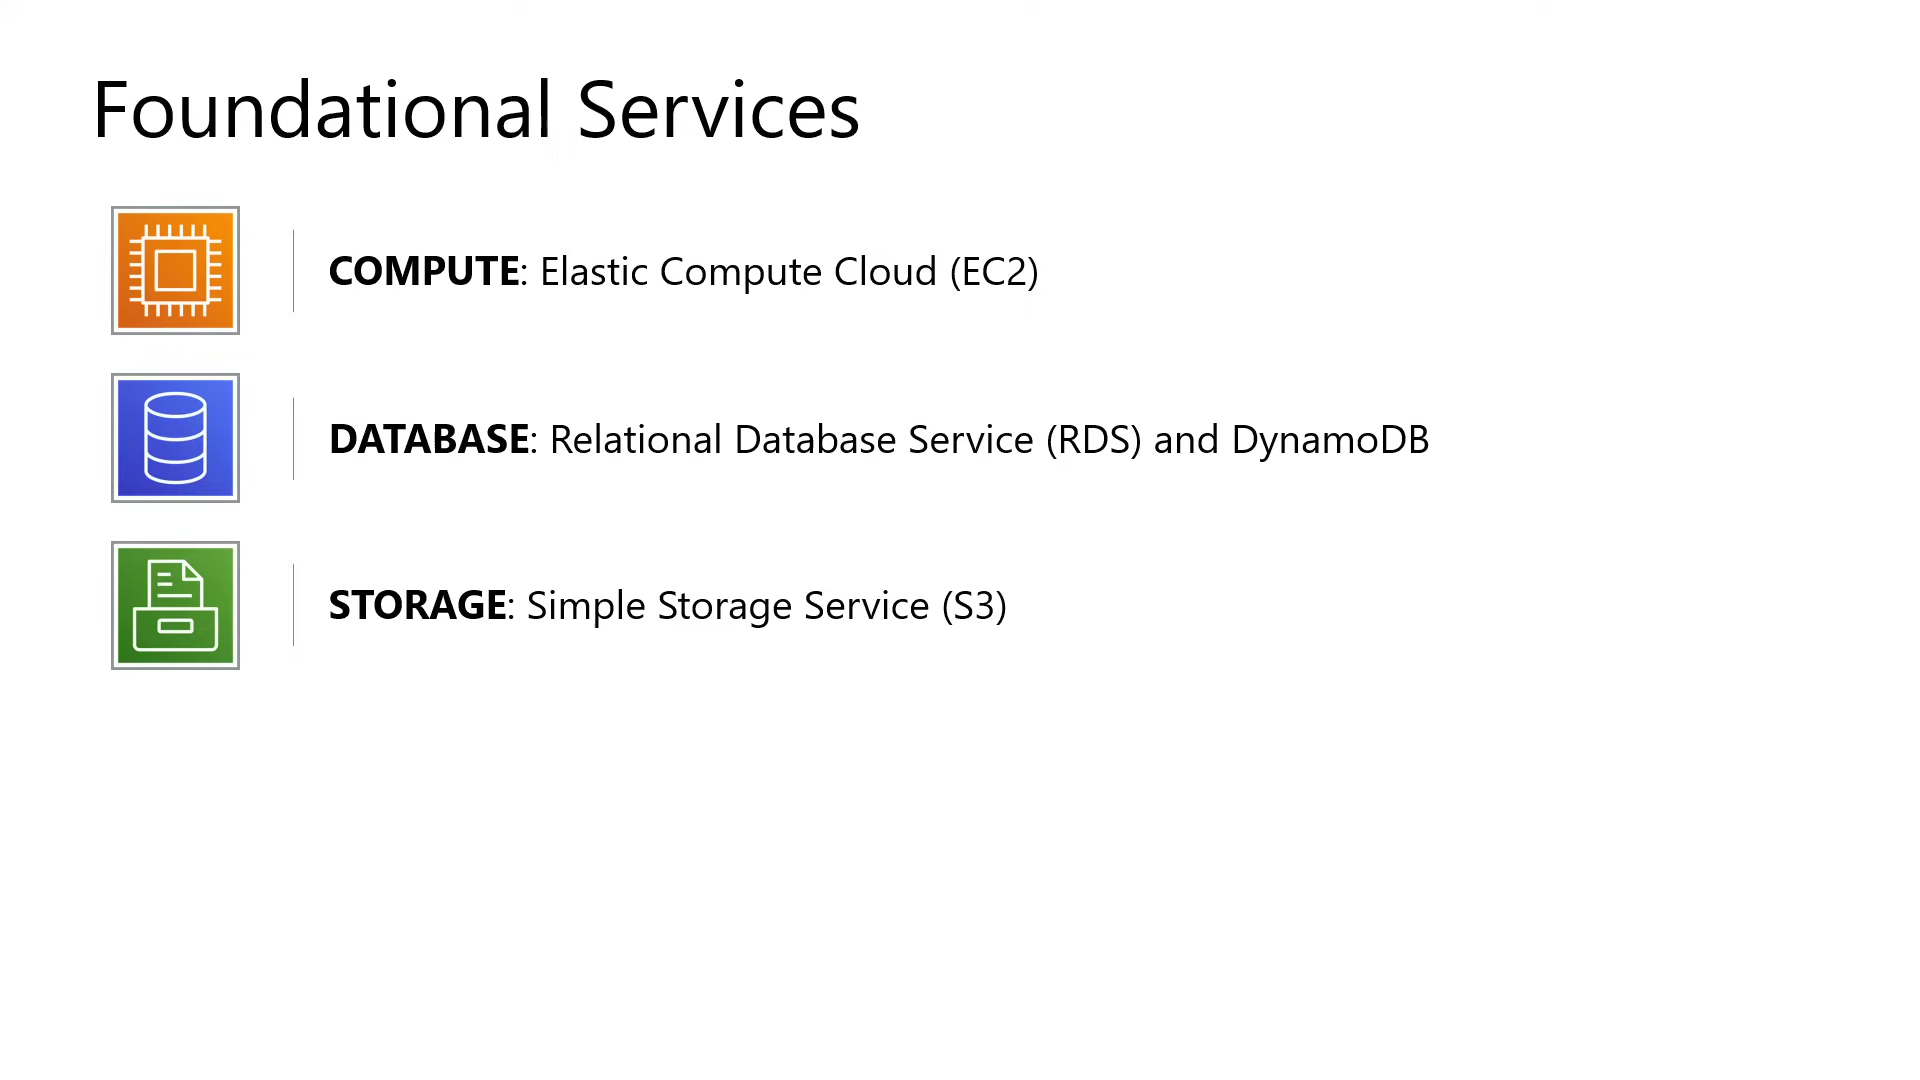 Foundational Services
COMPUTE: Elastic Compute Cloud (EC2)
DATABASE: Relational Database Service (RDS) and DynamoDB
STORAGE: Simple Storage Service (S3)